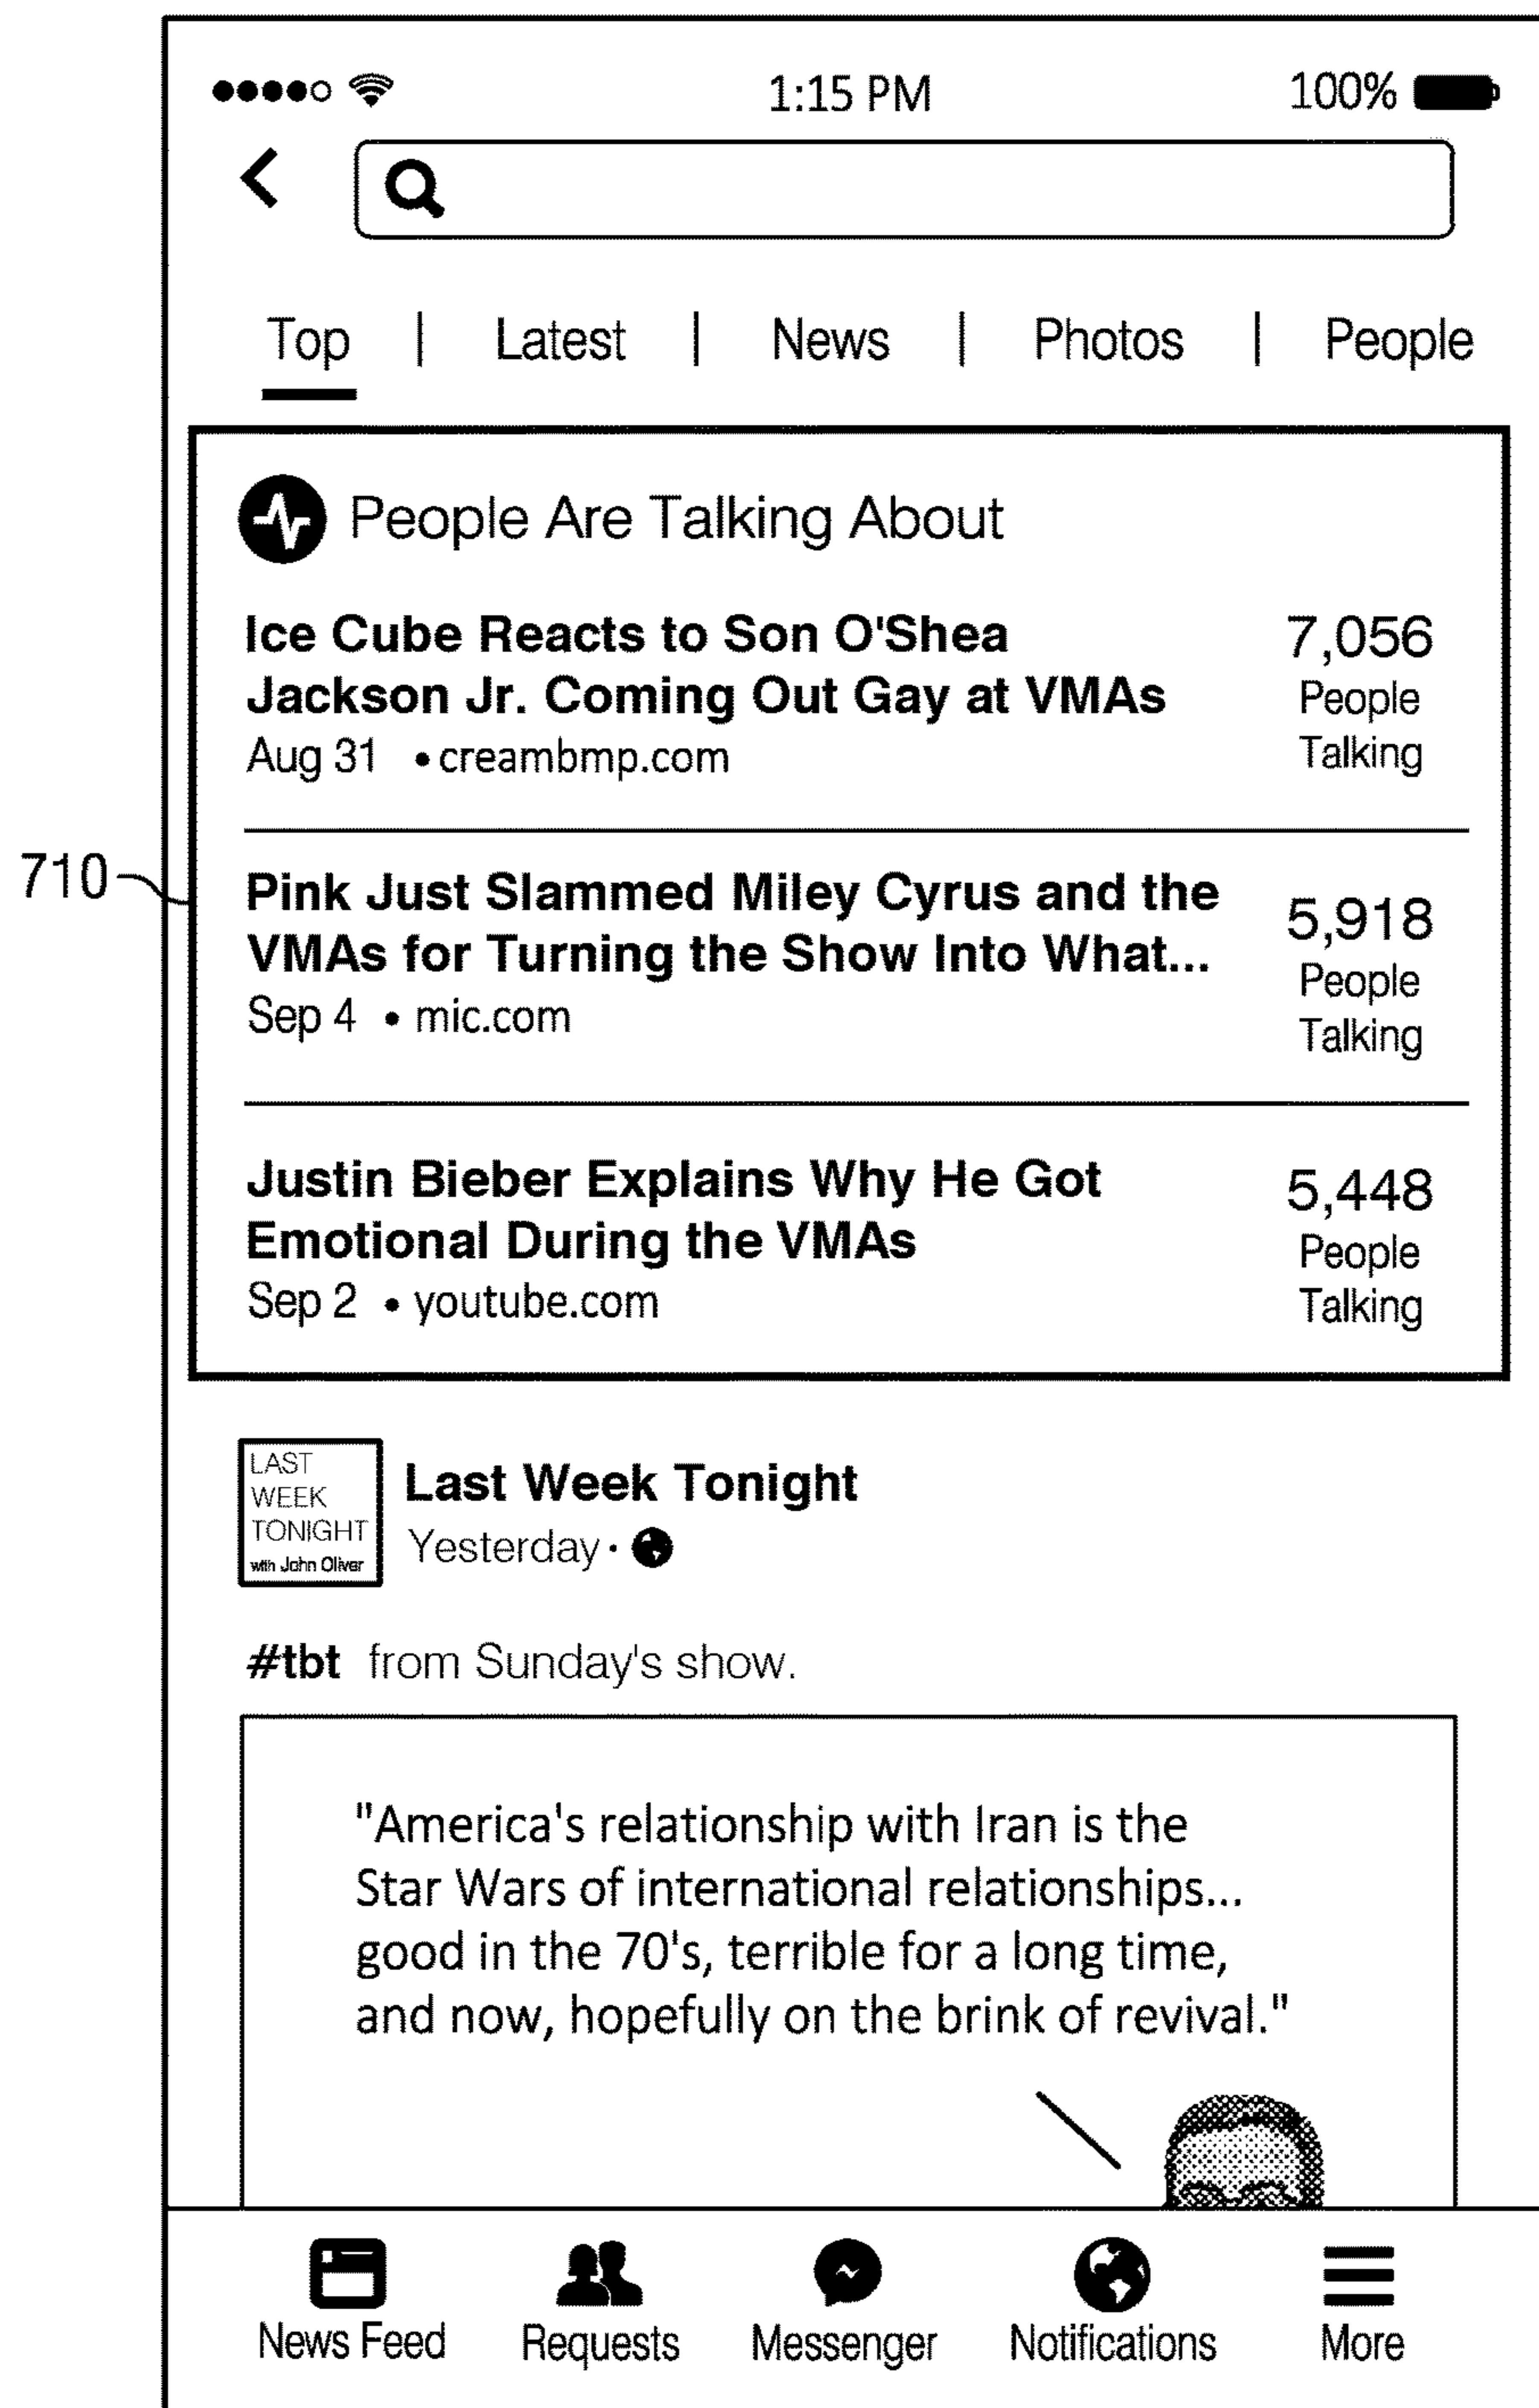 1:15 PM 100%
Top | Latest | News | Photos | People
People Are Talking About
Ice Cube Reacts to Son O'Shea
Jackson Jr. Coming Out Gay at VMAs
Aug 31 • creambmp.com
7,056
People
Talking
710
Pink Just Slammed Miley Cyrus and the
VMAs for Turning the Show Into What...
Sep 4 • mic.com
5,918
People
Talking
Justin Bieber Explains Why He Got
Emotional During the VMAs
Sep 2 • youtube.com
5,448
People
Talking
LAST
WEEK
TONIGHT
with John Oliver
Last Week Tonight
Yesterday ·
#tbt from Sunday's show.
"America's relationship with Iran is the
Star Wars of international relationships...
good in the 70's, terrible for a long time,
and now, hopefully on the brink of revival."
News Feed Requests Messenger Notifications More